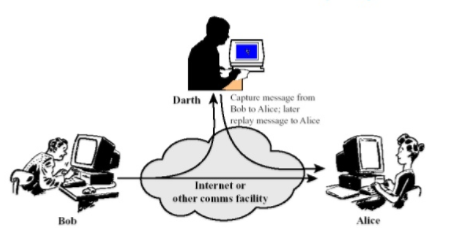 Darth
Capture message from
Bob to Alice; later
replay message to Alice
Internet or
other comms facility
Bob
Alice